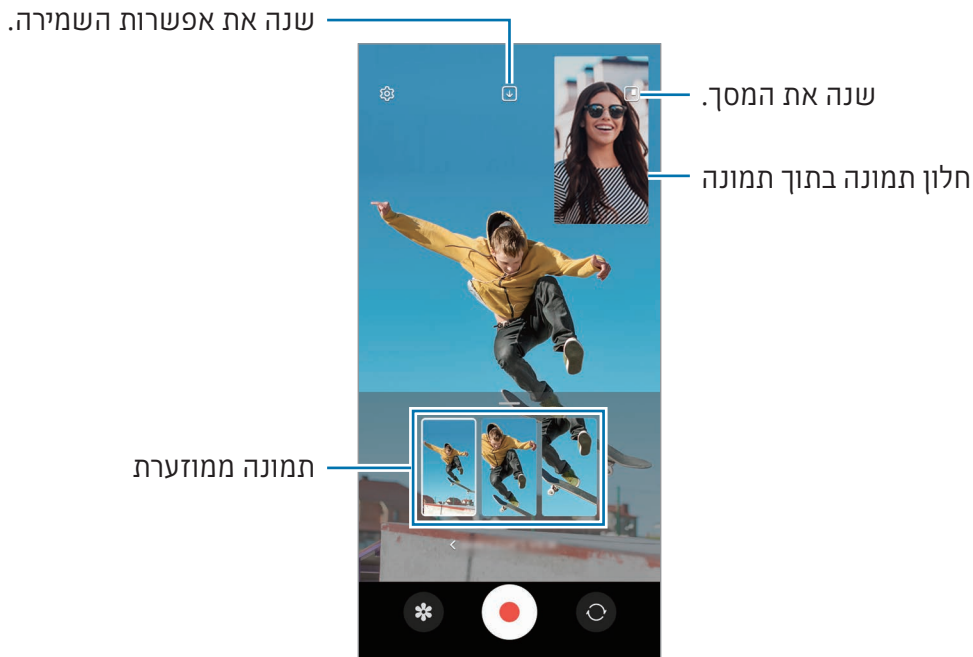 שנה את אפשרות השמירה.
שנה את המסך.
חלון תמונה בתוך תמונה
תמונה ממוזערת